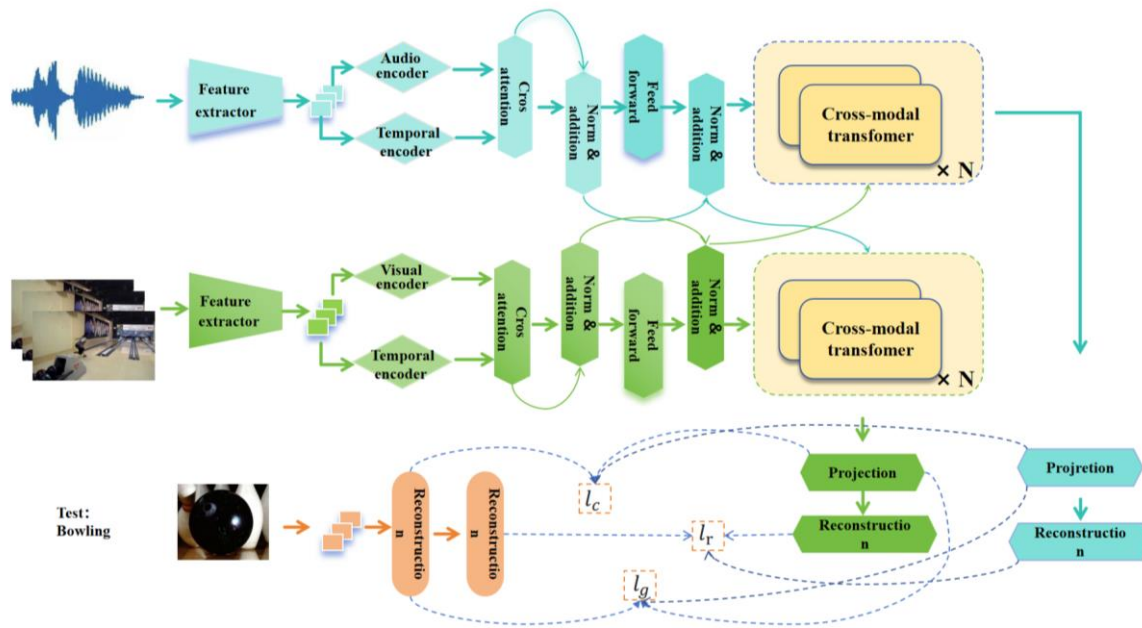 Feature
extractor
Audio
encoder
Temporal
encoder
Cros
attention
Norm &
addition
Feed
forward
Norm &
addition
Cross-modal
transfomer
× N
Feature
extractor
Visual
encoder
Temporal
encoder
Cros
attention
Norm &
addition
Feed
forward
Norm &
addition
Cross-modal
transfomer
× N
Test：
Bowling
Reconstructio
n
Reconstructio
n
l_c
l_r
l_g
Projection
Reconstructio
n
Projretion
Reconstructio
n